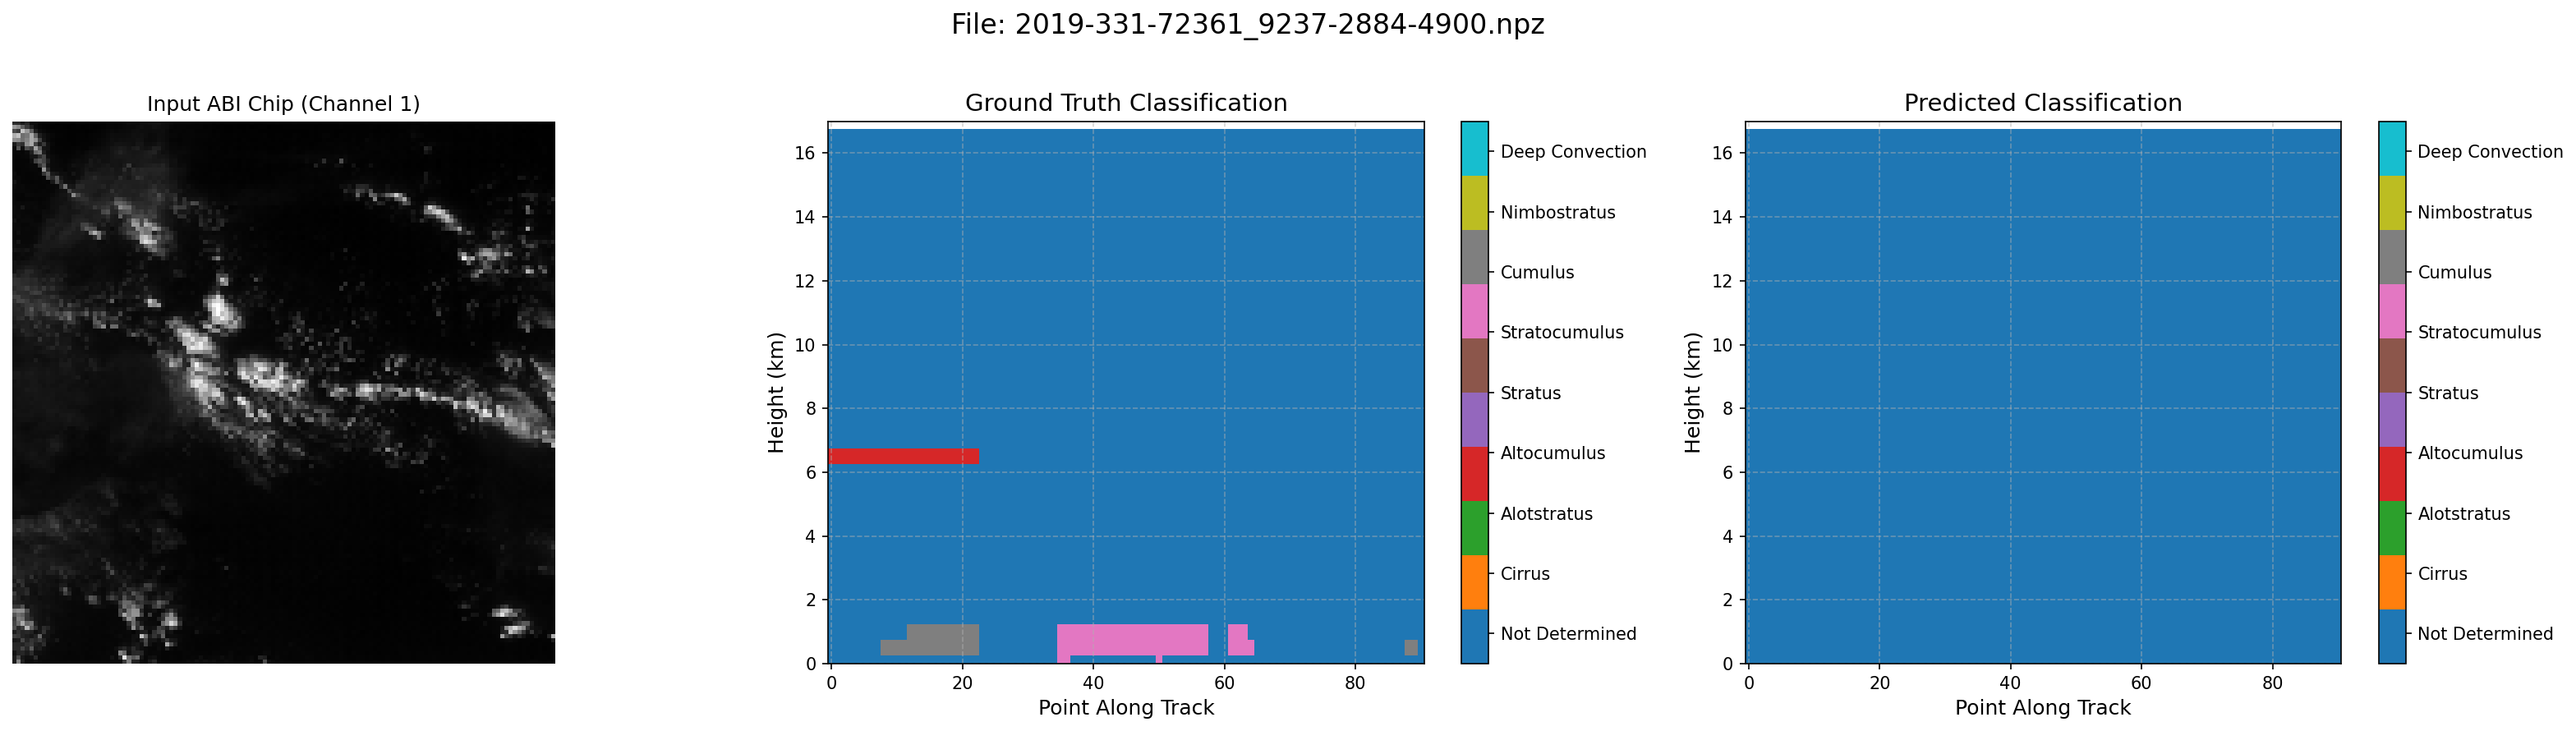 File: 2019-331-72361_9237-2884-4900.npz
Input ABI Chip (Channel 1)
Ground Truth Classification
Height (km)
16
14
12
10
8
6
4
2
0
0 20 40 60 80
Point Along Track
Deep Convection
Nimbostratus
Cumulus
Stratocumulus
Stratus
Altocumulus
Alotstratus
Cirrus
Not Determined
Predicted Classification
Height (km)
16
14
12
10
8
6
4
2
0
0 20 40 60 80
Point Along Track
Deep Convection
Nimbostratus
Cumulus
Stratocumulus
Stratus
Altocumulus
Alotstratus
Cirrus
Not Determined